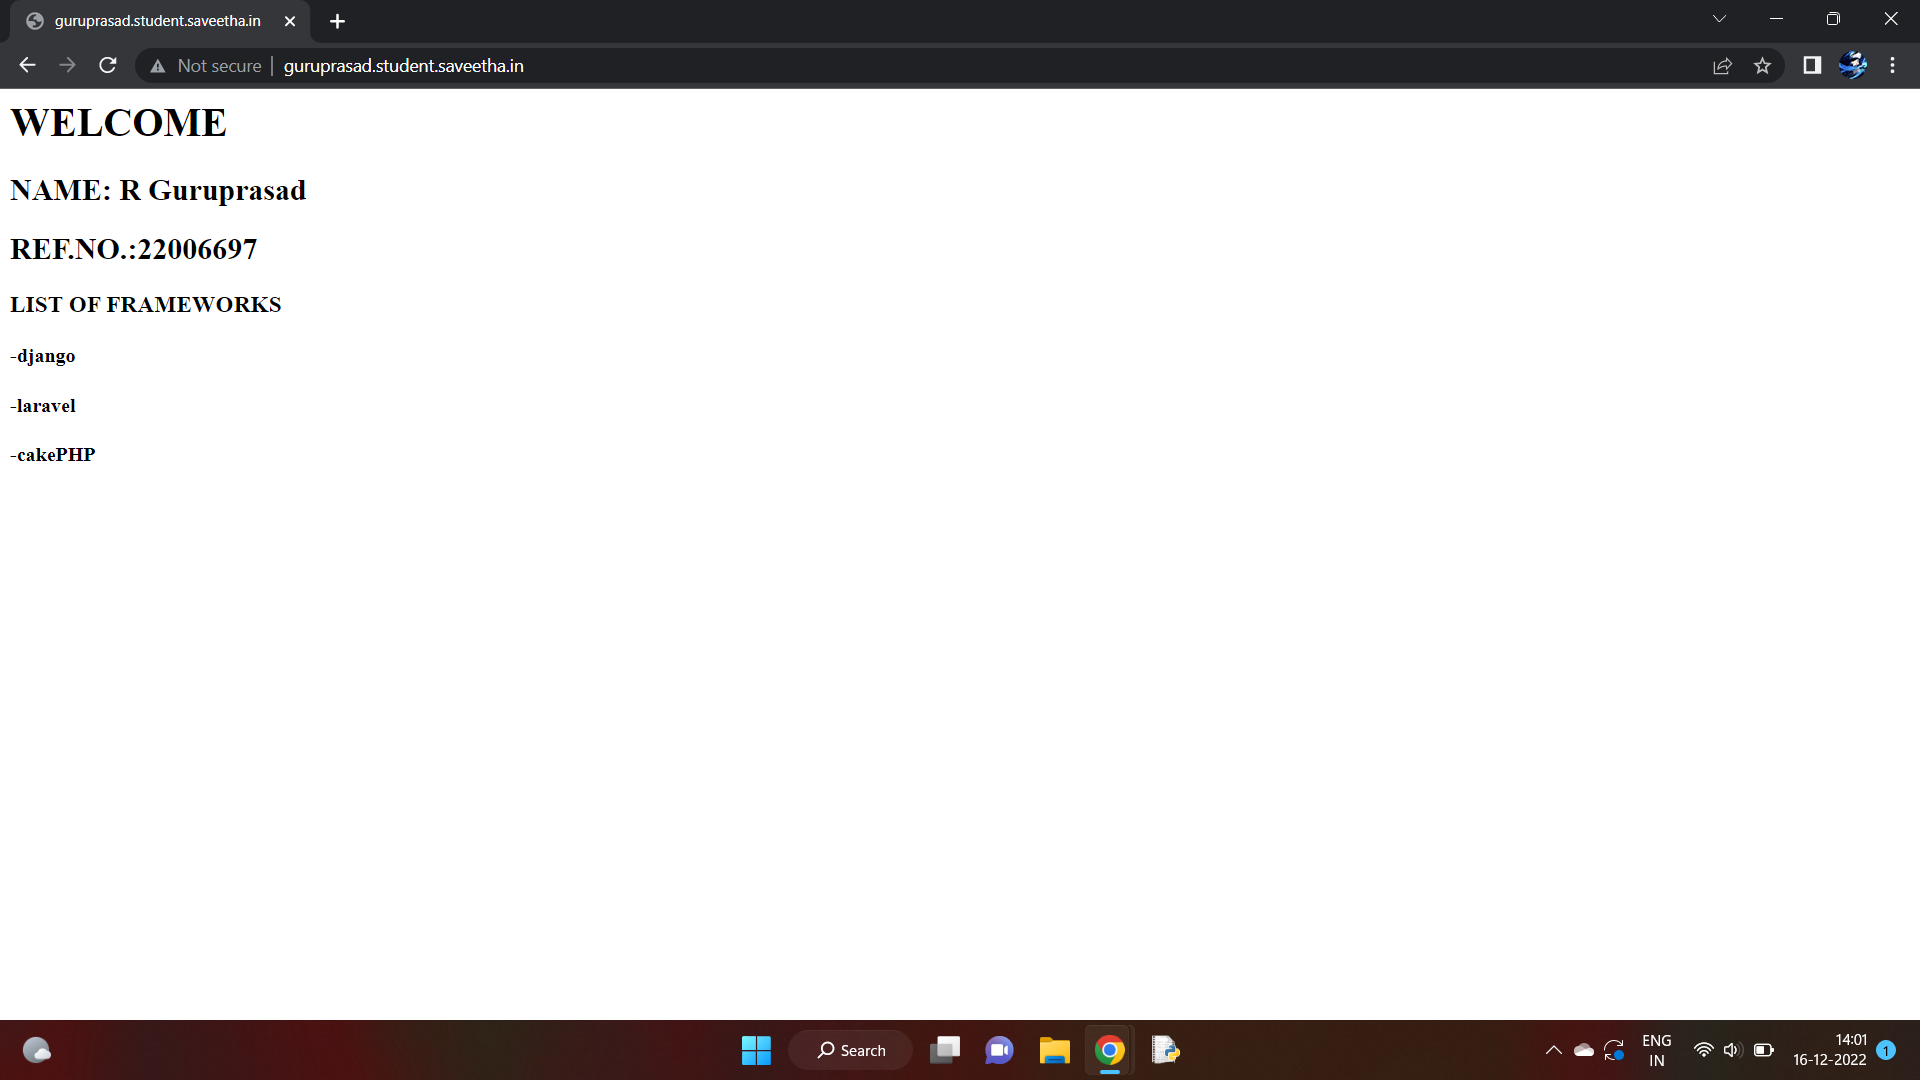 guruprasad.student.saveetha.in
Not secure
guruprasad.student.saveetha.in
WELCOME
NAME: R Guruprasad
REF.NO.:22006697
LIST OF FRAMEWORKS
-django
-laravel
-cakePHP
Search
ENG
IN
14:01
16-12-2022
1